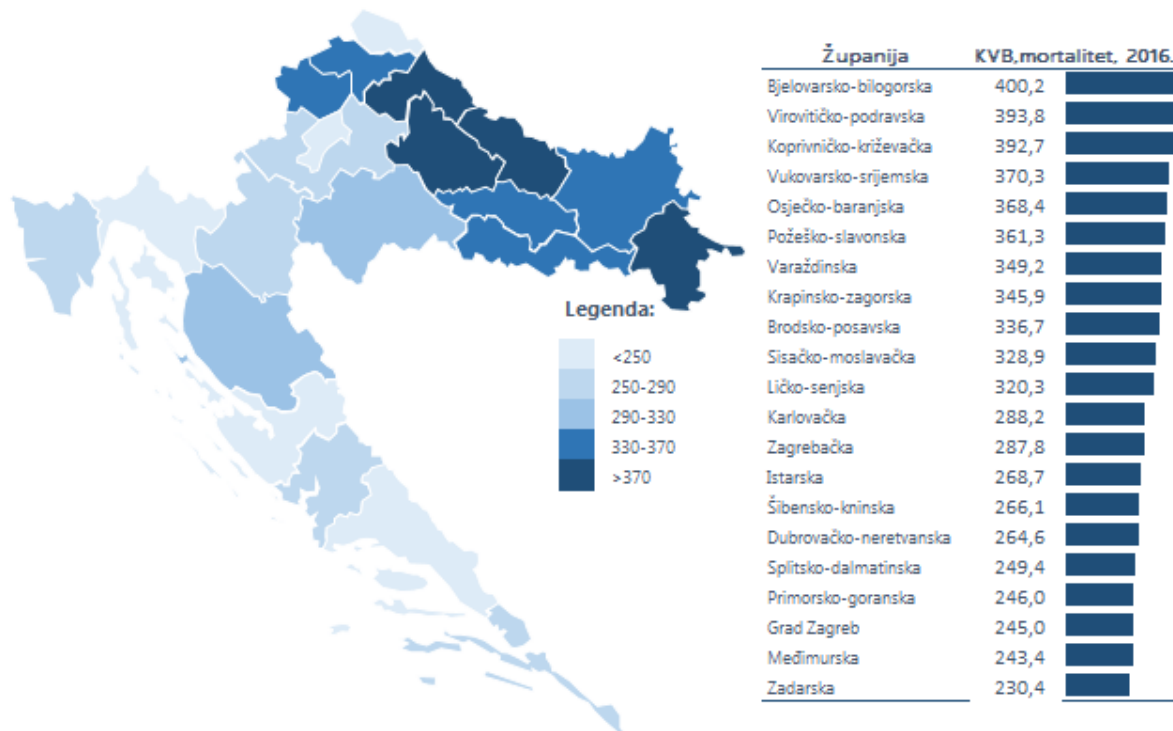 Županija KVB,mortalitet, 2016.
Bjelovarsko-bilogorska 400,2
Virovitičko-podravska 393,8
Koprivničko-križevačka 392,7
Vukovarsko-srijemska 370,3
Osječko-baranjska 368,4
Požeško-slavonska 361,3
Varaždinska 349,2
Krapinsko-zagorska 345,9
Brodsko-posavska 336,7
Sisačko-moslavačka 328,9
Ličko-senjska 320,3
Karlovačka 288,2
Zagrebačka 287,8
Istarska 268,7
Šibensko-kninska 266,1
Dubrovačko-neretvanska 264,6
Splitsko-dalmatinska 249,4
Primorsko-goranska 246,0
Grad Zagreb 245,0
Međimurska 243,4
Zadarska 230,4
Legenda:
<250
250-290
290-330
330-370
>370